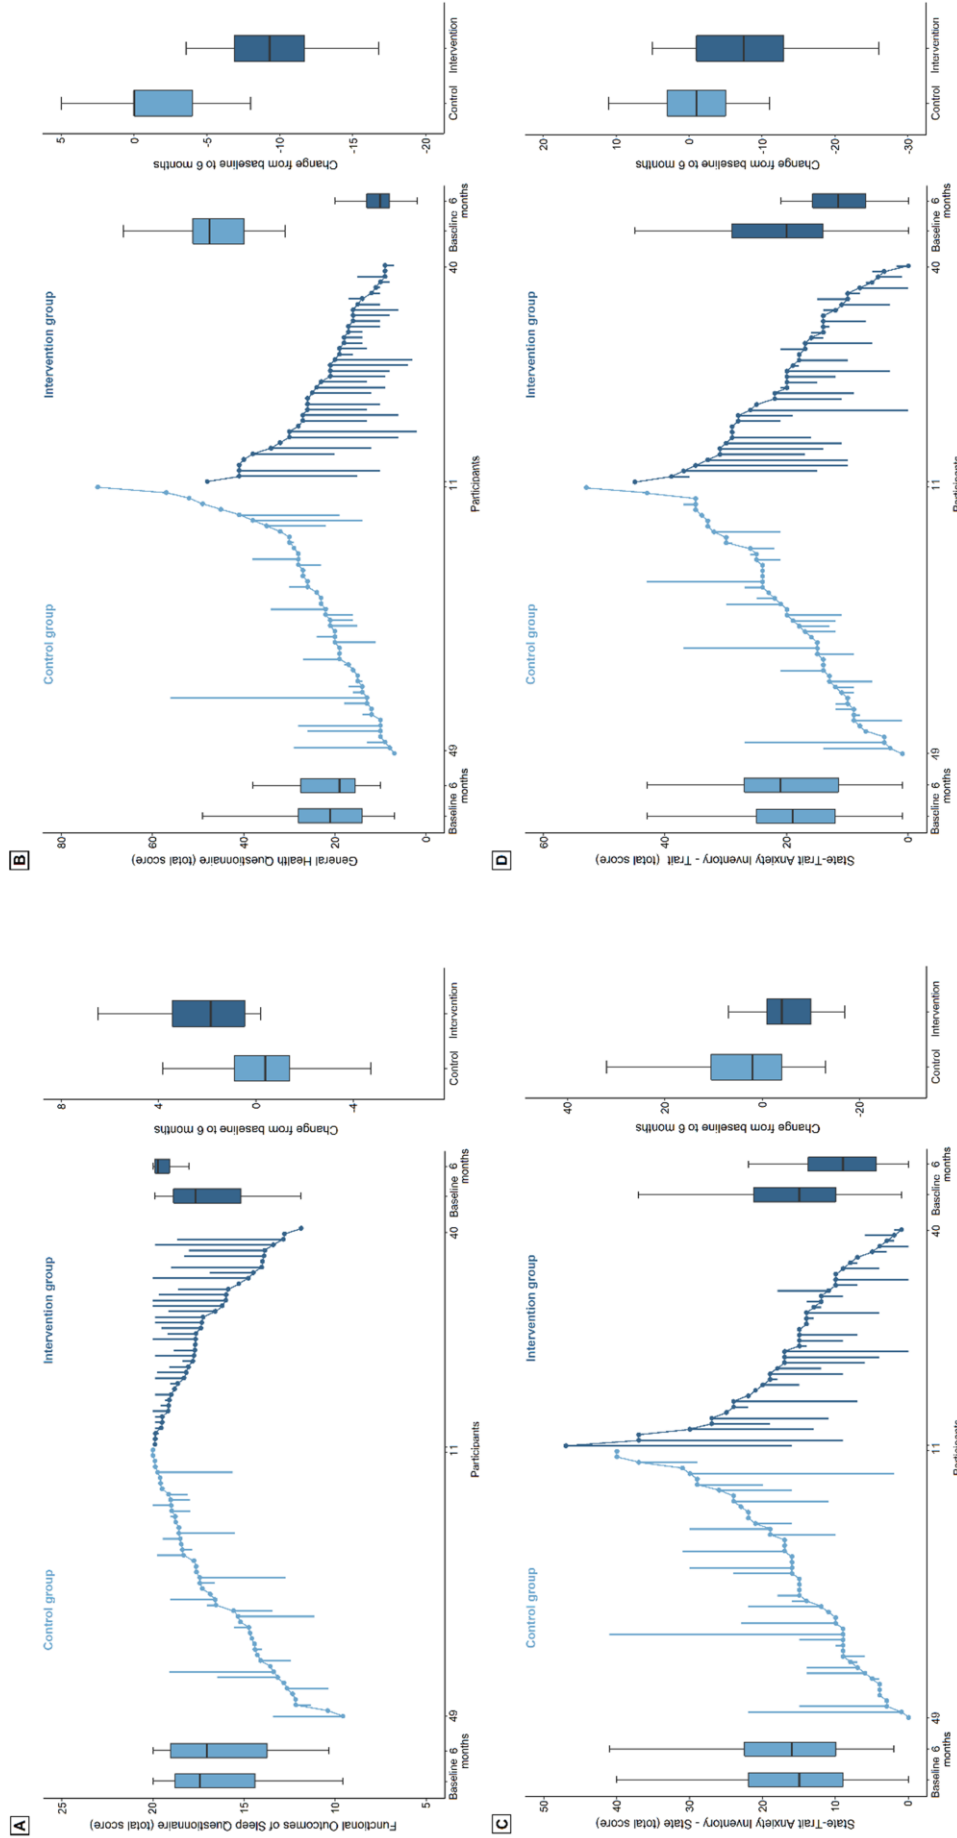 A
Functional Outcomes of Sleep Questionnaire (total score)
25
20
15
10
5
Control group
Intervention group
Baseline 6 months
49
11
40
Baseline 6 months
Participants
Change from baseline to 6 months
8
4
0
-4
Control
Intervention
B
General Health Questionnaire (total score)
80
60
40
20
0
Control group
Intervention group
Baseline 6 months
49
11
40
Baseline 6 months
Participants
Change from baseline to 6 months
5
0
-5
-10
-15
-20
Control
Intervention
C
State-Trait Anxiety Inventory - State (total score)
50
40
30
20
10
0
Control group
Intervention group
Baseline 6 months
49
11
40
Baseline 6 months
Participants
Change from baseline to 6 months
40
20
0
-20
Control
Intervention
D
State-Trait Anxiety Inventory - Trait (total score)
60
40
20
0
Control group
Intervention group
Baseline 6 months
49
11
40
Baseline 6 months
Participants
Change from baseline to 6 months
20
10
0
-10
-20
-30
Control
Intervention